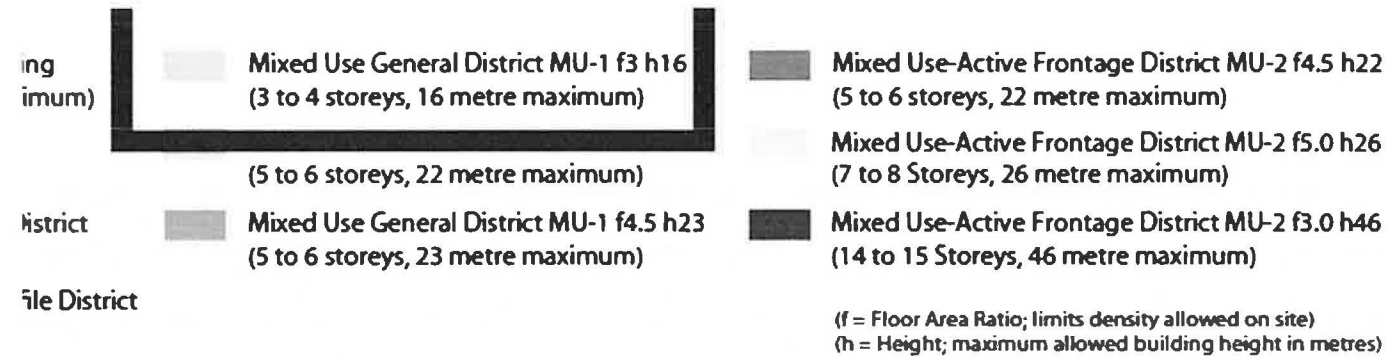 ing
imum)
istrict
ile District
Mixed Use General District MU-1 f3 h16
(3 to 4 storeys, 16 metre maximum)
(5 to 6 storeys, 22 metre maximum)
Mixed Use General District MU-1 f4.5 h23
(5 to 6 storeys, 23 metre maximum)
Mixed Use-Active Frontage District MU-2 f4.5 h22
(5 to 6 storeys, 22 metre maximum)
Mixed Use-Active Frontage District MU-2 f5.0 h26
(7 to 8 Storeys, 26 metre maximum)
Mixed Use-Active Frontage District MU-2 f3.0 h46
(14 to 15 Storeys, 46 metre maximum)
(f = Floor Area Ratio; limits density allowed on site)
(h = Height; maximum allowed building height in metres)